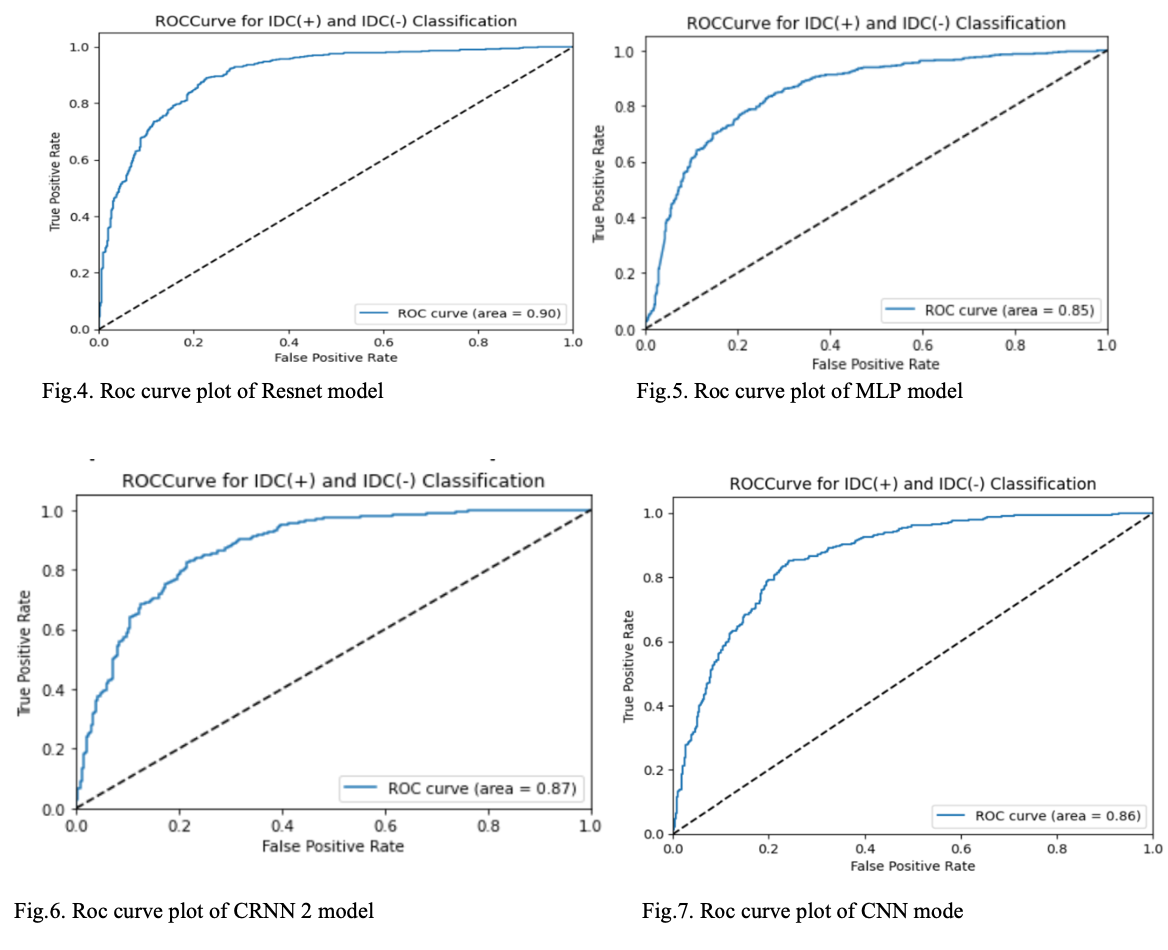 ROCCurve for IDC(+) and IDC(-) Classification
1.0
0.8
0.6
0.4
0.2
0.0
True Positive Rate
ROC curve (area = 0.90)
0.0 0.2 0.4 0.6 0.8 1.0
False Positive Rate
Fig.4. Roc curve plot of Resnet model
ROCCurve for IDC(+) and IDC(-) Classification
1.0
0.8
0.6
0.4
0.2
0.0
True Positive Rate
ROC curve (area = 0.85)
0.0 0.2 0.4 0.6 0.8 1.0
False Positive Rate
Fig.5. Roc curve plot of MLP model
ROCCurve for IDC(+) and IDC(-) Classification
1.0
0.8
0.6
0.4
0.2
0.0
True Positive Rate
ROC curve (area = 0.87)
0.0 0.2 0.4 0.6 0.8 1.0
False Positive Rate
Fig.6. Roc curve plot of CRNN 2 model
ROCCurve for IDC(+) and IDC(-) Classification
1.0
0.8
0.6
0.4
0.2
0.0
True Positive Rate
ROC curve (area = 0.86)
0.0 0.2 0.4 0.6 0.8 1.0
False Positive Rate
Fig.7. Roc curve plot of CNN mode